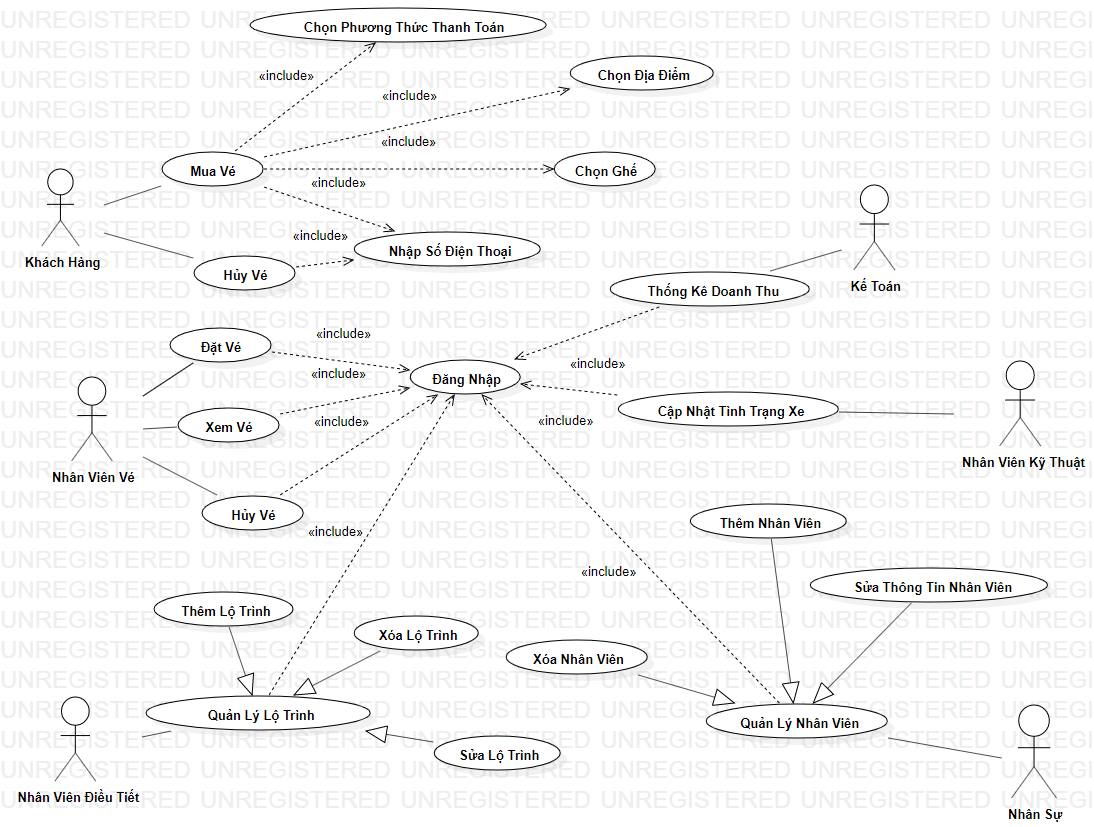 Chọn Phương Thức Thanh Toán
«include»
Chọn Địa Điểm
«include»
«include»
Mua Vé
Chọn Ghế
«include»
Khách Hàng
«include»
Nhập Số Điện Thoại
Hủy Vé
Kế Toán
Thống Kê Doanh Thu
Đặt Vé
«include»
«include»
«include»
Đăng Nhập
Cập Nhật Tình Trạng Xe
Xem Vé
«include»
«include»
Nhân Viên Vé
Nhân Viên Kỹ Thuật
Hủy Vé
Thêm Nhân Viên
«include»
«include»
Sửa Thông Tin Nhân Viên
Thêm Lộ Trình
Xóa Lộ Trình
Xóa Nhân Viên
Quản Lý Lộ Trình
Quản Lý Nhân Viên
Sửa Lộ Trình
Nhân Viên Điều Tiết
Nhân Sự
UNREGISTERED